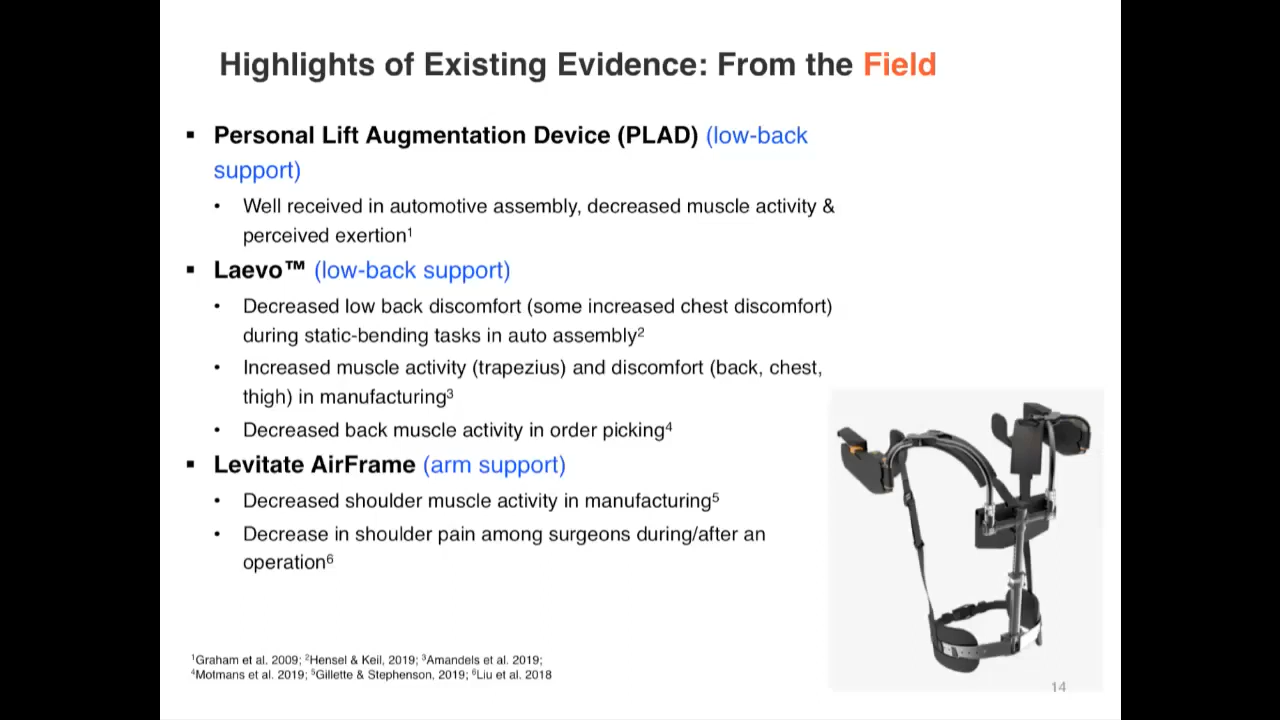 Highlights of Existing Evidence: From the Field
▪ Personal Lift Augmentation Device (PLAD) (low-back
support)
• Well received in automotive assembly, decreased muscle activity &
perceived exertion¹
▪ Laevo™ (low-back support)
• Decreased low back discomfort (some increased chest discomfort)
during static-bending tasks in auto assembly²
• Increased muscle activity (trapezius) and discomfort (back, chest,
thigh) in manufacturing³
• Decreased back muscle activity in order picking⁴
▪ Levitate AirFrame (arm support)
• Decreased shoulder muscle activity in manufacturing⁵
• Decrease in shoulder pain among surgeons during/after an
operation⁶
¹Graham et al. 2009; ²Hensel & Keil, 2019; ³Amandels et al. 2019;
⁴Motmans et al. 2019; ⁵Gillette & Stephenson, 2019; ⁶Liu et al. 2018
14